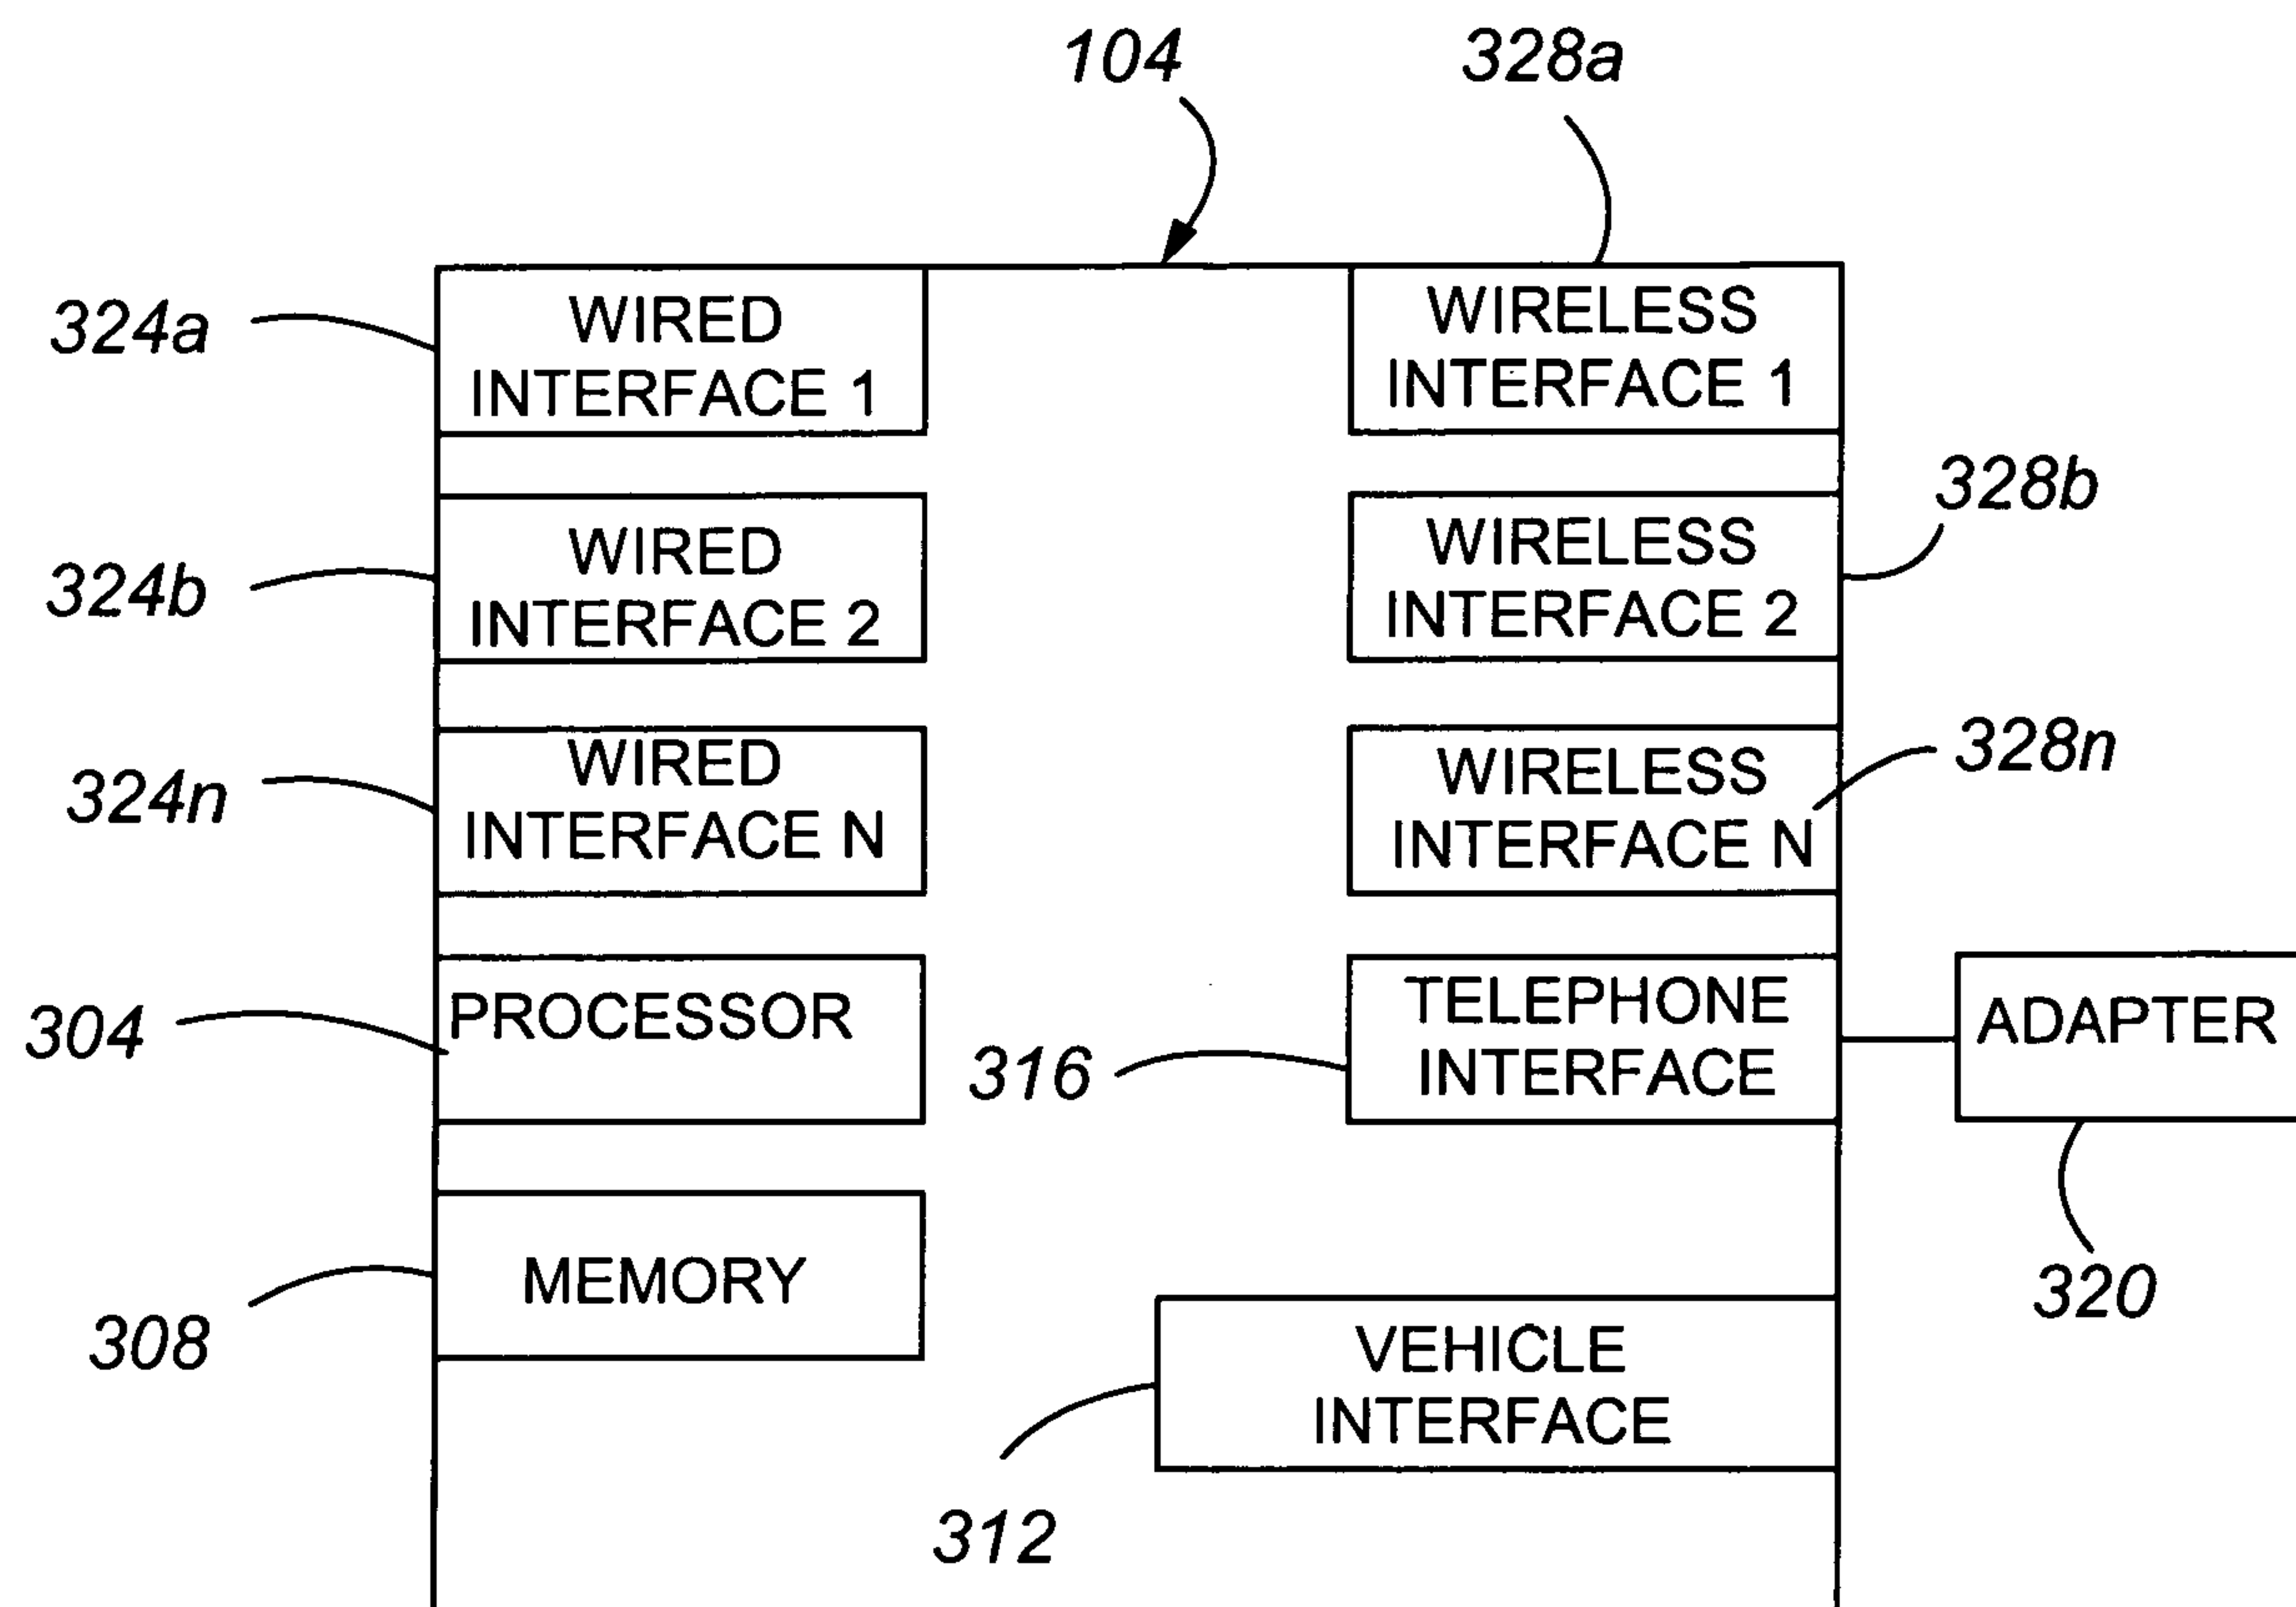 104
328a
324a
WIRED
INTERFACE 1
WIRELESS
INTERFACE 1
324b
WIRED
INTERFACE 2
WIRELESS
INTERFACE 2
328b
324n
WIRED
INTERFACE N
WIRELESS
INTERFACE N
328n
304
PROCESSOR
316
TELEPHONE
INTERFACE
ADAPTER
320
308
MEMORY
VEHICLE
INTERFACE
312